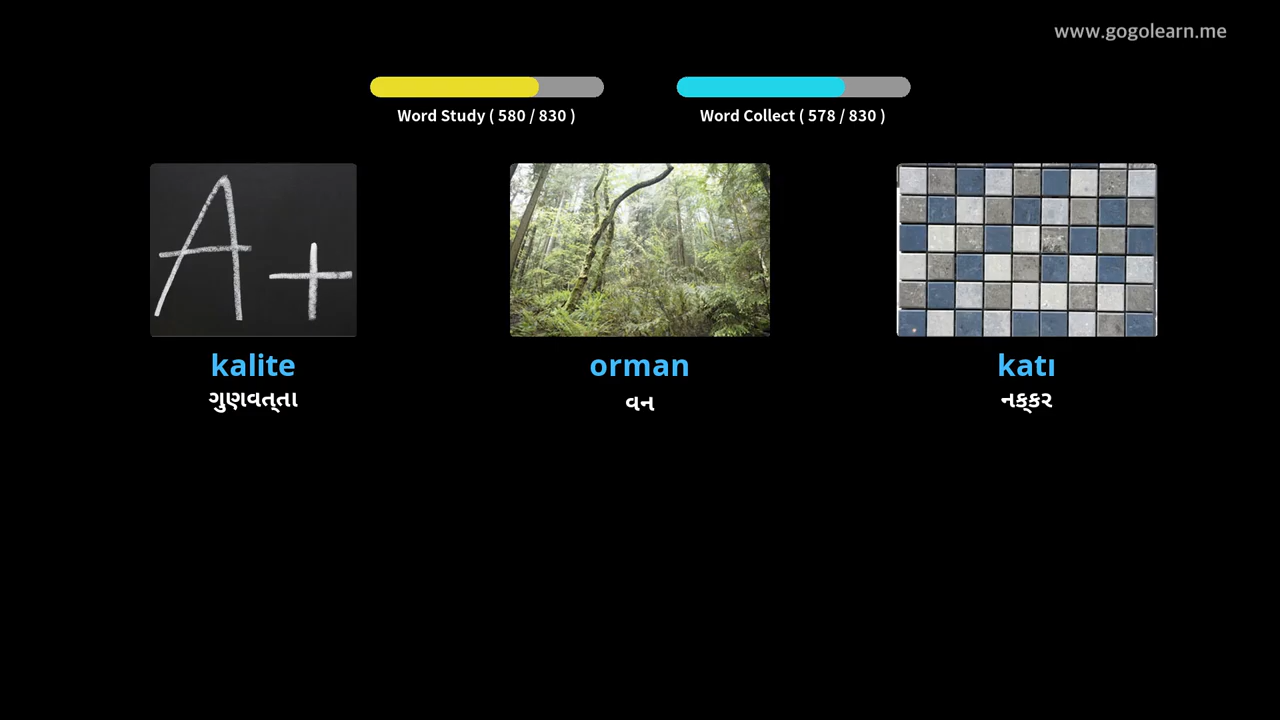 www.gogolearn.me
Word Study ( 580 / 830 )
Word Collect ( 578 / 830 )
A+
kalite
orman
katı
ગુણવત્તા
વન
નક્કર